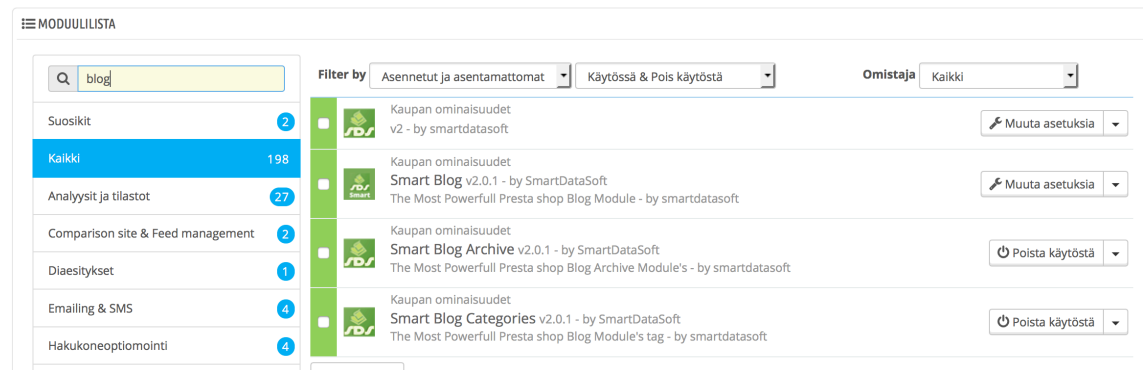 MODUULILISTA
blog
Filter by Asennetut ja asentamattomat Käytössä & Pois käytöstä Omistaja Kaikki
Suosikit 2
Kaikki 198
Analyysit ja tilastot 27
Comparison site & Feed management 2
Diaesitykset 1
Emailing & SMS 4
Hakukoneoptiomointi 4
Kaupan ominaisuudet
v2 - by smartdatasoft
Muuta asetuksia
Kaupan ominaisuudet
Smart Blog v2.0.1 - by SmartDataSoft
The Most Powerfull Presta shop Blog Module - by smartdatasoft
Muuta asetuksia
Kaupan ominaisuudet
Smart Blog Archive v2.0.1 - by SmartDataSoft
The Most Powerfull Presta shop Blog Archive Module's - by smartdatasoft
Poista käytöstä
Kaupan ominaisuudet
Smart Blog Categories v2.0.1 - by SmartDataSoft
The Most Powerfull Presta shop Blog Module's tag - by smartdatasoft
Poista käytöstä
SDS
SDS
Smart
SDS
SDS